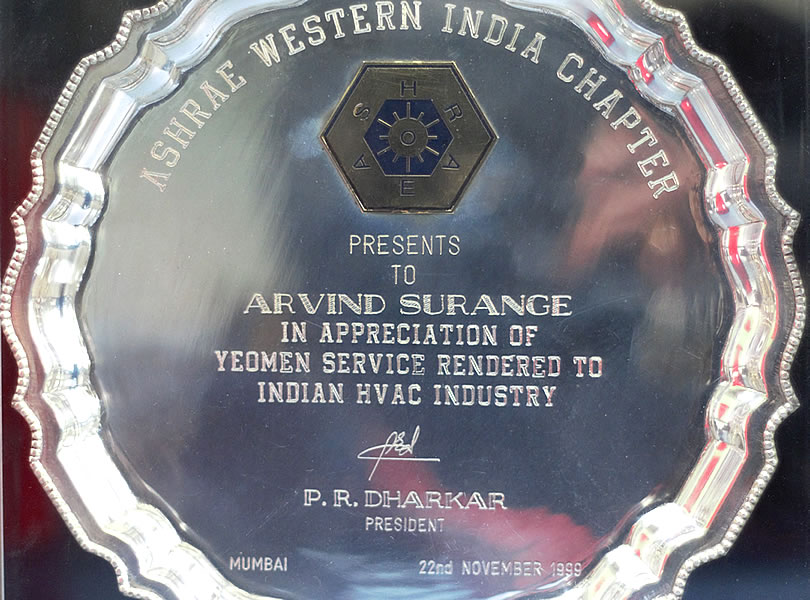 ASHRAE WESTERN INDIA CHAPTER
ASHRAE
PRESENTS
TO
ARVIND SURANGE
IN APPRECIATION OF
YEOMEN SERVICE RENDERED TO
INDIAN HVAC INDUSTRY
P. R. DHARKAR
PRESIDENT
MUMBAI 22nd NOVEMBER 1999